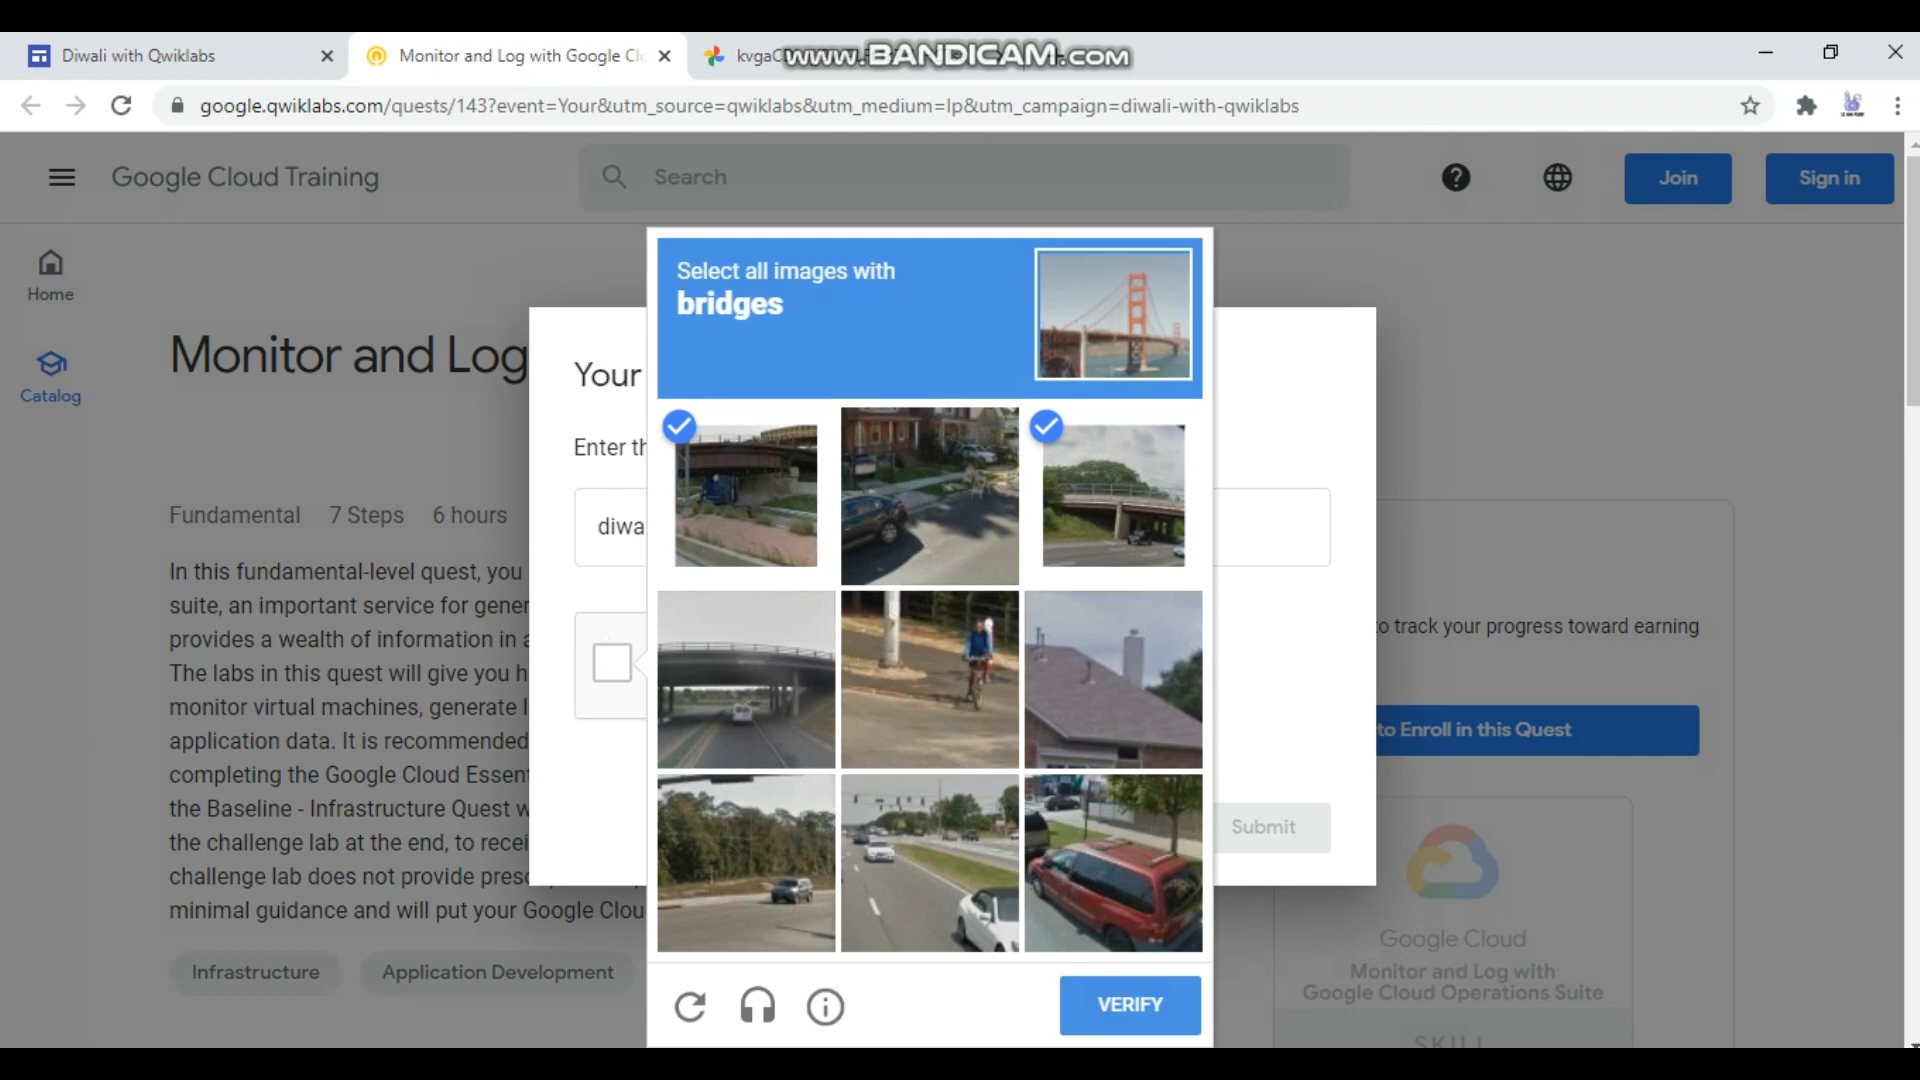 Diwali with Qwiklabs
Monitor and Log with Google Clo
kvgaC
www.BANDICAM.com
google.qwiklabs.com/quests/143?event=Your&utm_source=qwiklabs&utm_medium=lp&utm_campaign=diwali-with-qwiklabs
Google Cloud Training
Search
Join
Sign in
Home
Catalog
Monitor and Log
Fundamental 7 Steps 6 hours
In this fundamental-level quest, you
suite, an important service for gener
provides a wealth of information in a
The labs in this quest will give you h
monitor virtual machines, generate l
application data. It is recommended
completing the Google Cloud Essent
the Baseline - Infrastructure Quest w
the challenge lab at the end, to recei
challenge lab does not provide presc
minimal guidance and will put your Google Clou
Infrastructure
Application Development
Your
Enter th
diwa
Select all images with
bridges
VERIFY
Submit
to track your progress toward earning
to Enroll in this Quest
Google Cloud
Monitor and Log with
Google Cloud Operations Suite
SKILL